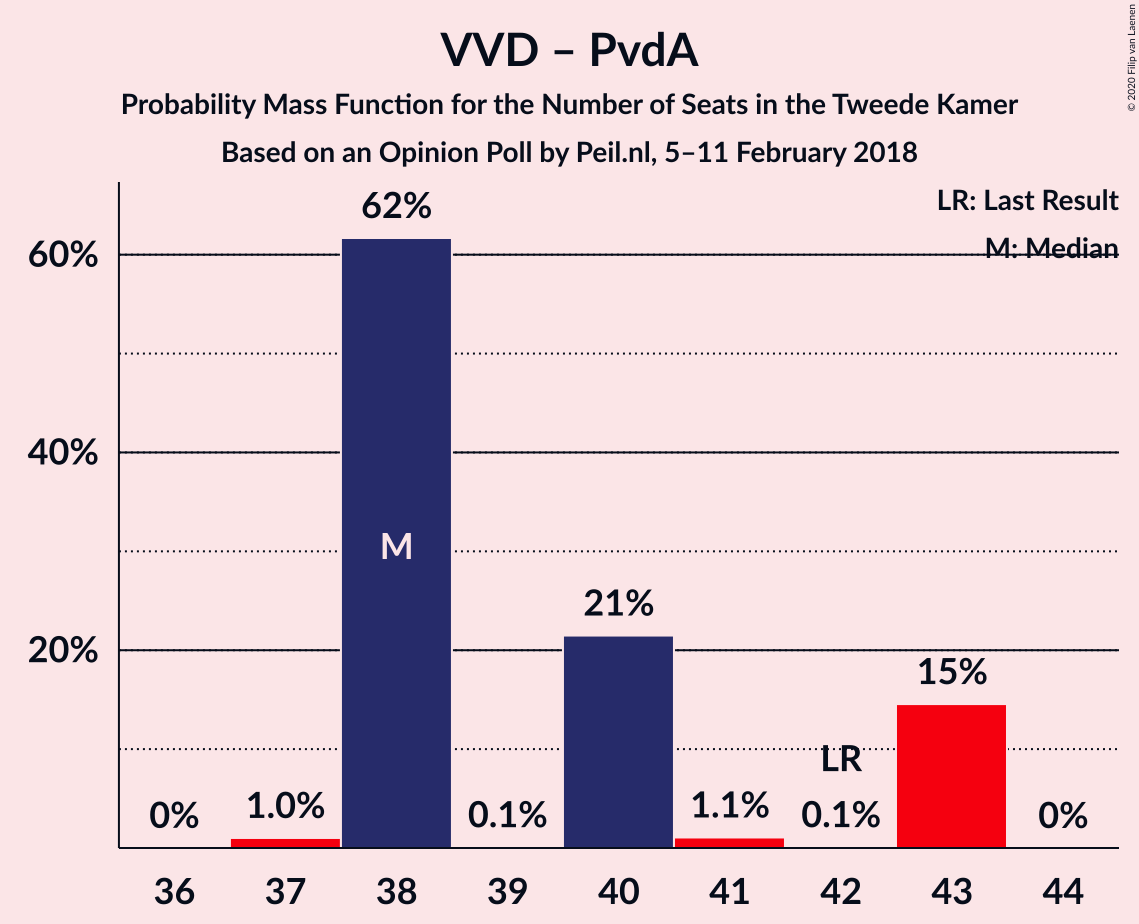 VVD – PvdA
Probability Mass Function for the Number of Seats in the Tweede Kamer
Based on an Opinion Poll by Peil.nl, 5–11 February 2018
© 2020 Filip van Laenen
LR: Last Result
M: Median
60%
40%
20%
0%
1.0%
62%
M
0.1%
21%
1.1%
LR
0.1%
15%
0%
36 37 38 39 40 41 42 43 44